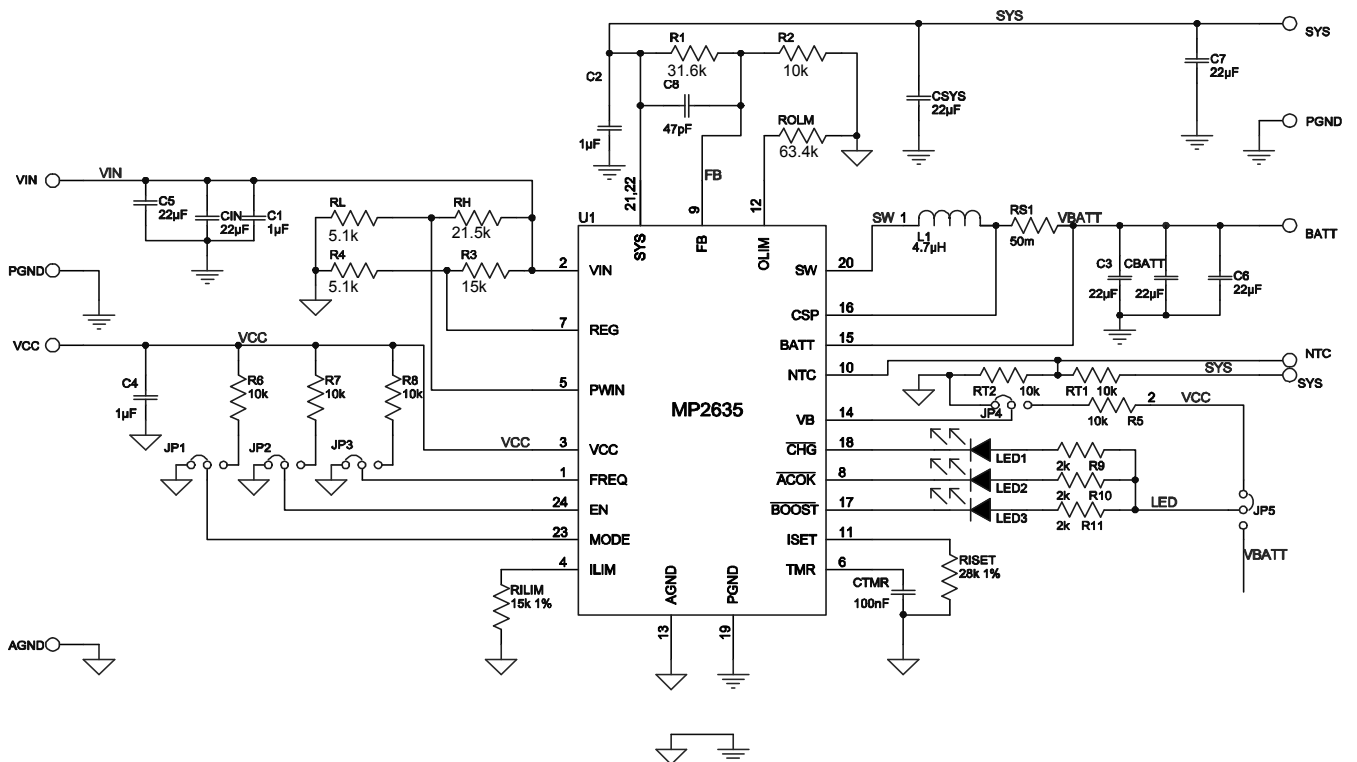 SYS
SYS
R1
31.6k
R2
10k
C2
1µF
C8
47pF
CSYS
22µF
C7
22µF
ROLM
63.4k
PGND
VIN
VIN
C5
22µF
CIN
22µF
C1
1µF
RL
5.1k
RH
21.5k
R4
5.1k
R3
15k
FB
21,22
9
12
U1
SYS
FB
OLIM
SW 1
L1
4.7µH
RS1
50m
VBATT
BATT
C3
22µF
CBATT
22µF
C6
22µF
PGND
2
VIN
SW
20
7
REG
CSP
16
BATT
15
VCC
VCC
C4
1µF
R6
10k
R7
10k
R8
10k
5
PWIN
NTC
10
NTC
SYS
SYS
RT2
10k
RT1
10k
MP2635
VB
14
JP4
10k
R5
2
VCC
JP1
JP2
JP3
VCC
3
VCC
CHG
18
LED1
2k
R9
1
FREQ
ACOK
8
LED2
2k
R10
24
EN
BOOST
17
LED3
2k
R11
LED
JP5
VBATT
23
MODE
ISET
11
RISET
28k 1%
4
ILIM
TMR
6
RILIM
15k 1%
CTMR
100nF
AGND
PGND
13
19
AGND